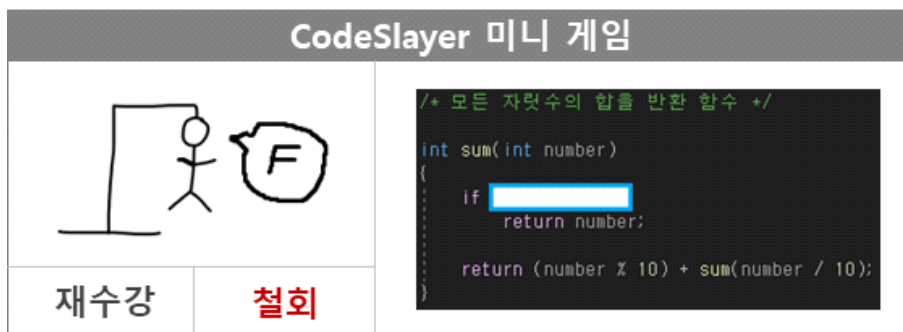 CodeSlayer 미니 게임
F
재수강
철회
/* 모든 자릿수의 합을 반환 함수 */
int sum(int number)
{
if
return number;
return (number % 10) + sum(number / 10);
}